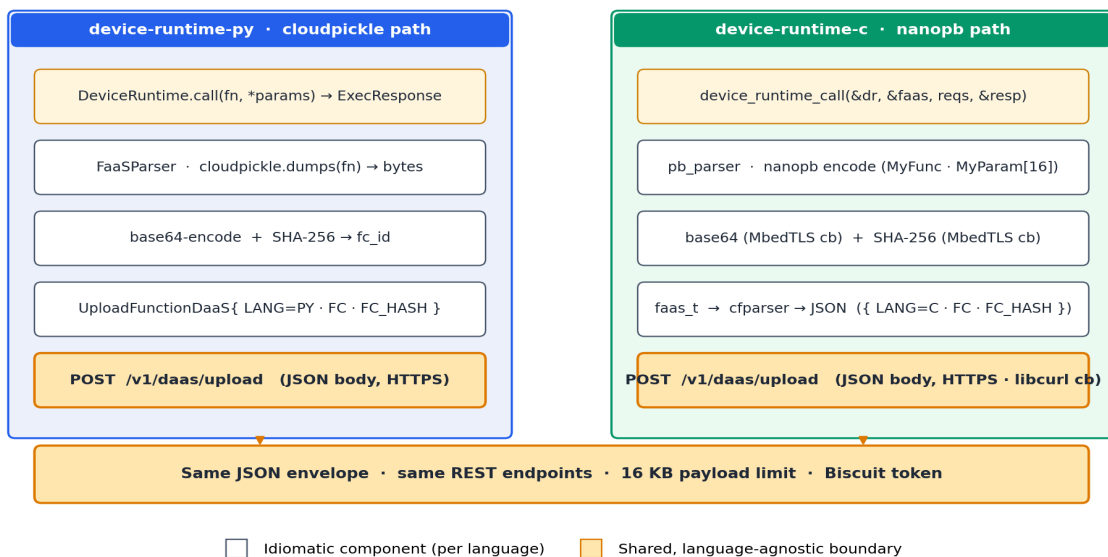 device-runtime-py · cloudpickle path
DeviceRuntime.call(fn, *params) → ExecResponse
FaaSParser · cloudpickle.dumps(fn) → bytes
base64-encode + SHA-256 → fc_id
UploadFunctionDaaS{ LANG=PY · FC · FC_HASH }
POST /v1/daas/upload (JSON body, HTTPS)
device-runtime-c · nanopb path
device_runtime_call(&dr, &faas, reqs, &resp)
pb_parser · nanopb encode (MyFunc · MyParam[16])
base64 (MbedTLS cb) + SHA-256 (MbedTLS cb)
faas_t → cfparser → JSON ({ LANG=C · FC · FC_HASH })
POST /v1/daas/upload (JSON body, HTTPS · libcurl cb)
Same JSON envelope · same REST endpoints · 16 KB payload limit · Biscuit token
Idiomatic component (per language)
Shared, language-agnostic boundary